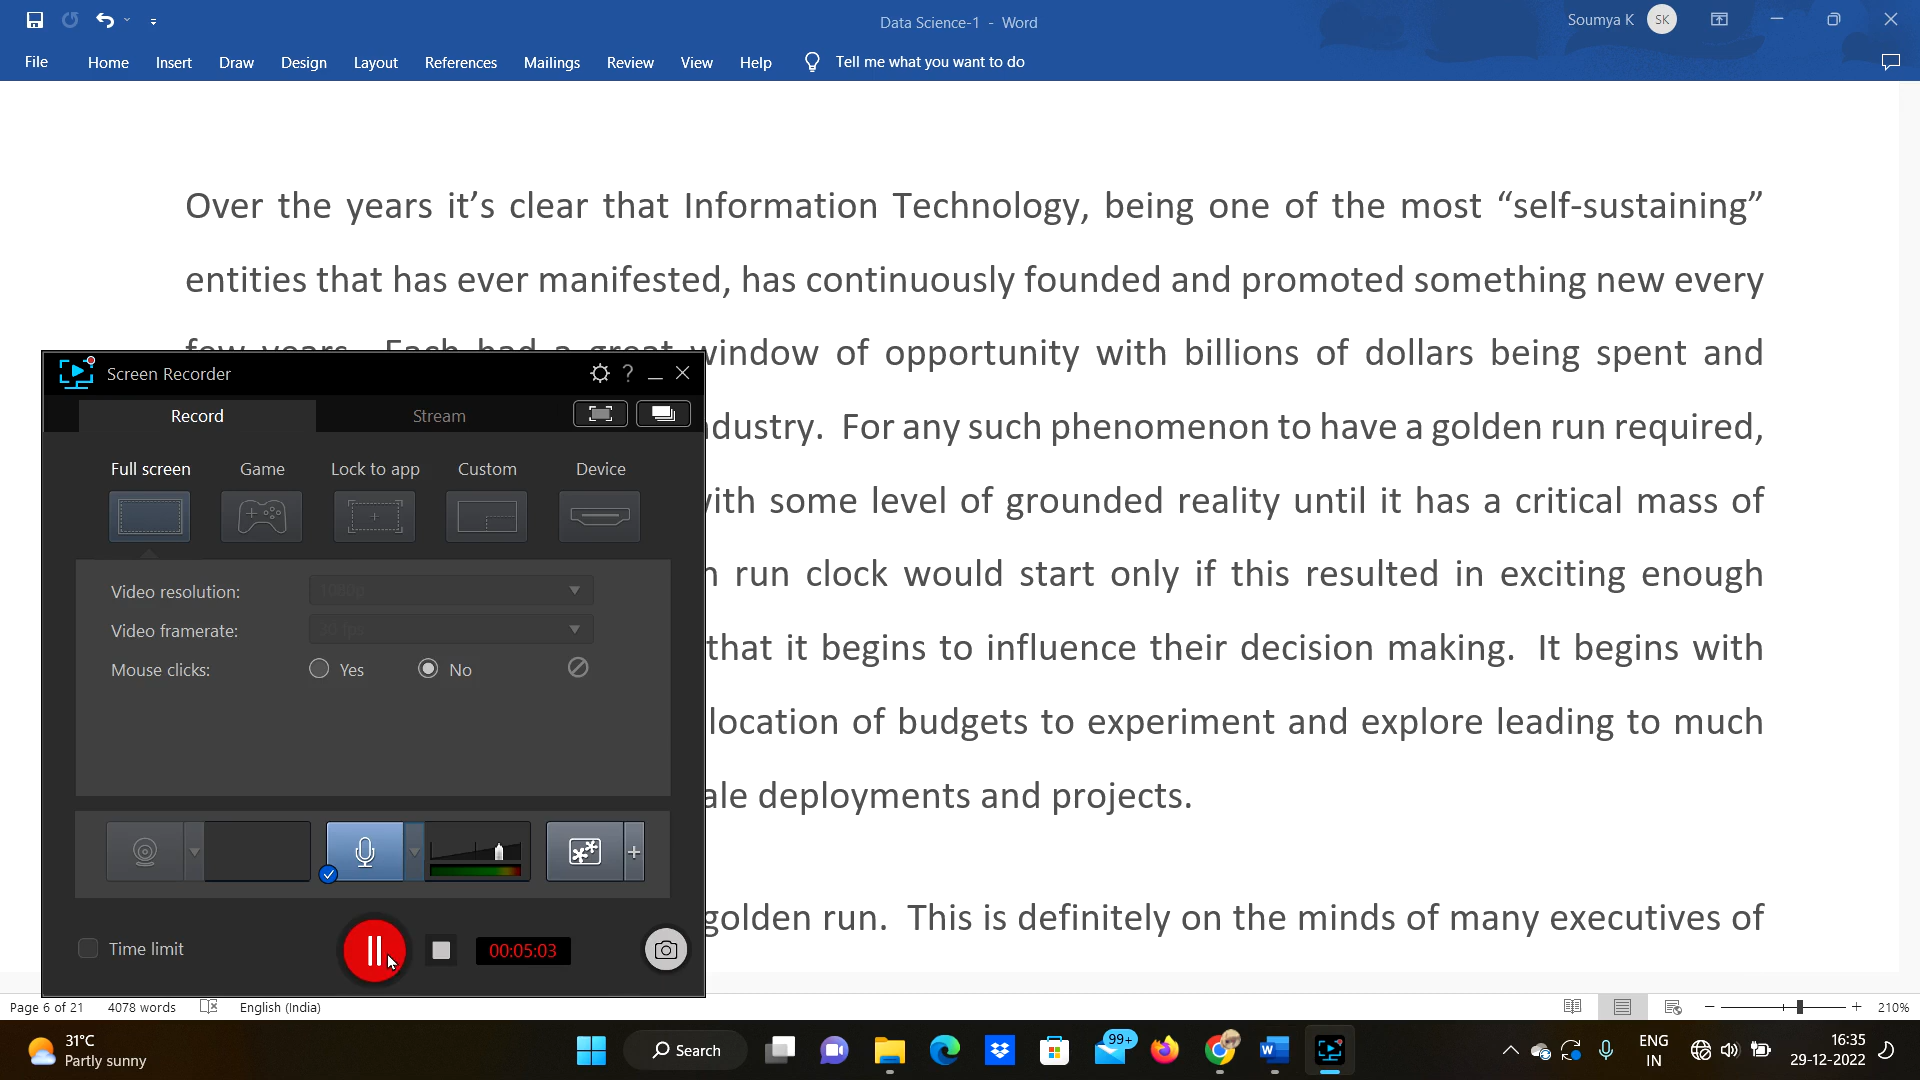 Data Science-1 - Word
Soumya K SK
File Home Insert Draw Design Layout References Mailings Review View Help Tell me what you want to do
Over the years it’s clear that Information Technology, being one of the most “self-sustaining”
entities that has ever manifested, has continuously founded and promoted something new every
few years. Each had a great window of opportunity with billions of dollars being spent and
ndustry. For any such phenomenon to have a golden run required,
with some level of grounded reality until it has a critical mass of
n run clock would start only if this resulted in exciting enough
that it begins to influence their decision making. It begins with
location of budgets to experiment and explore leading to much
ale deployments and projects.
golden run. This is definitely on the minds of many executives of
Screen Recorder
Record Stream
Full screen Game Lock to app Custom Device
Video resolution: 1080p
Video framerate: 30 fps
Mouse clicks: Yes No
Time limit
00:05:03
Page 6 of 21 4078 words English (India)
210%
31°C
Partly sunny
Search
99+
ENG
IN
16:35
29-12-2022